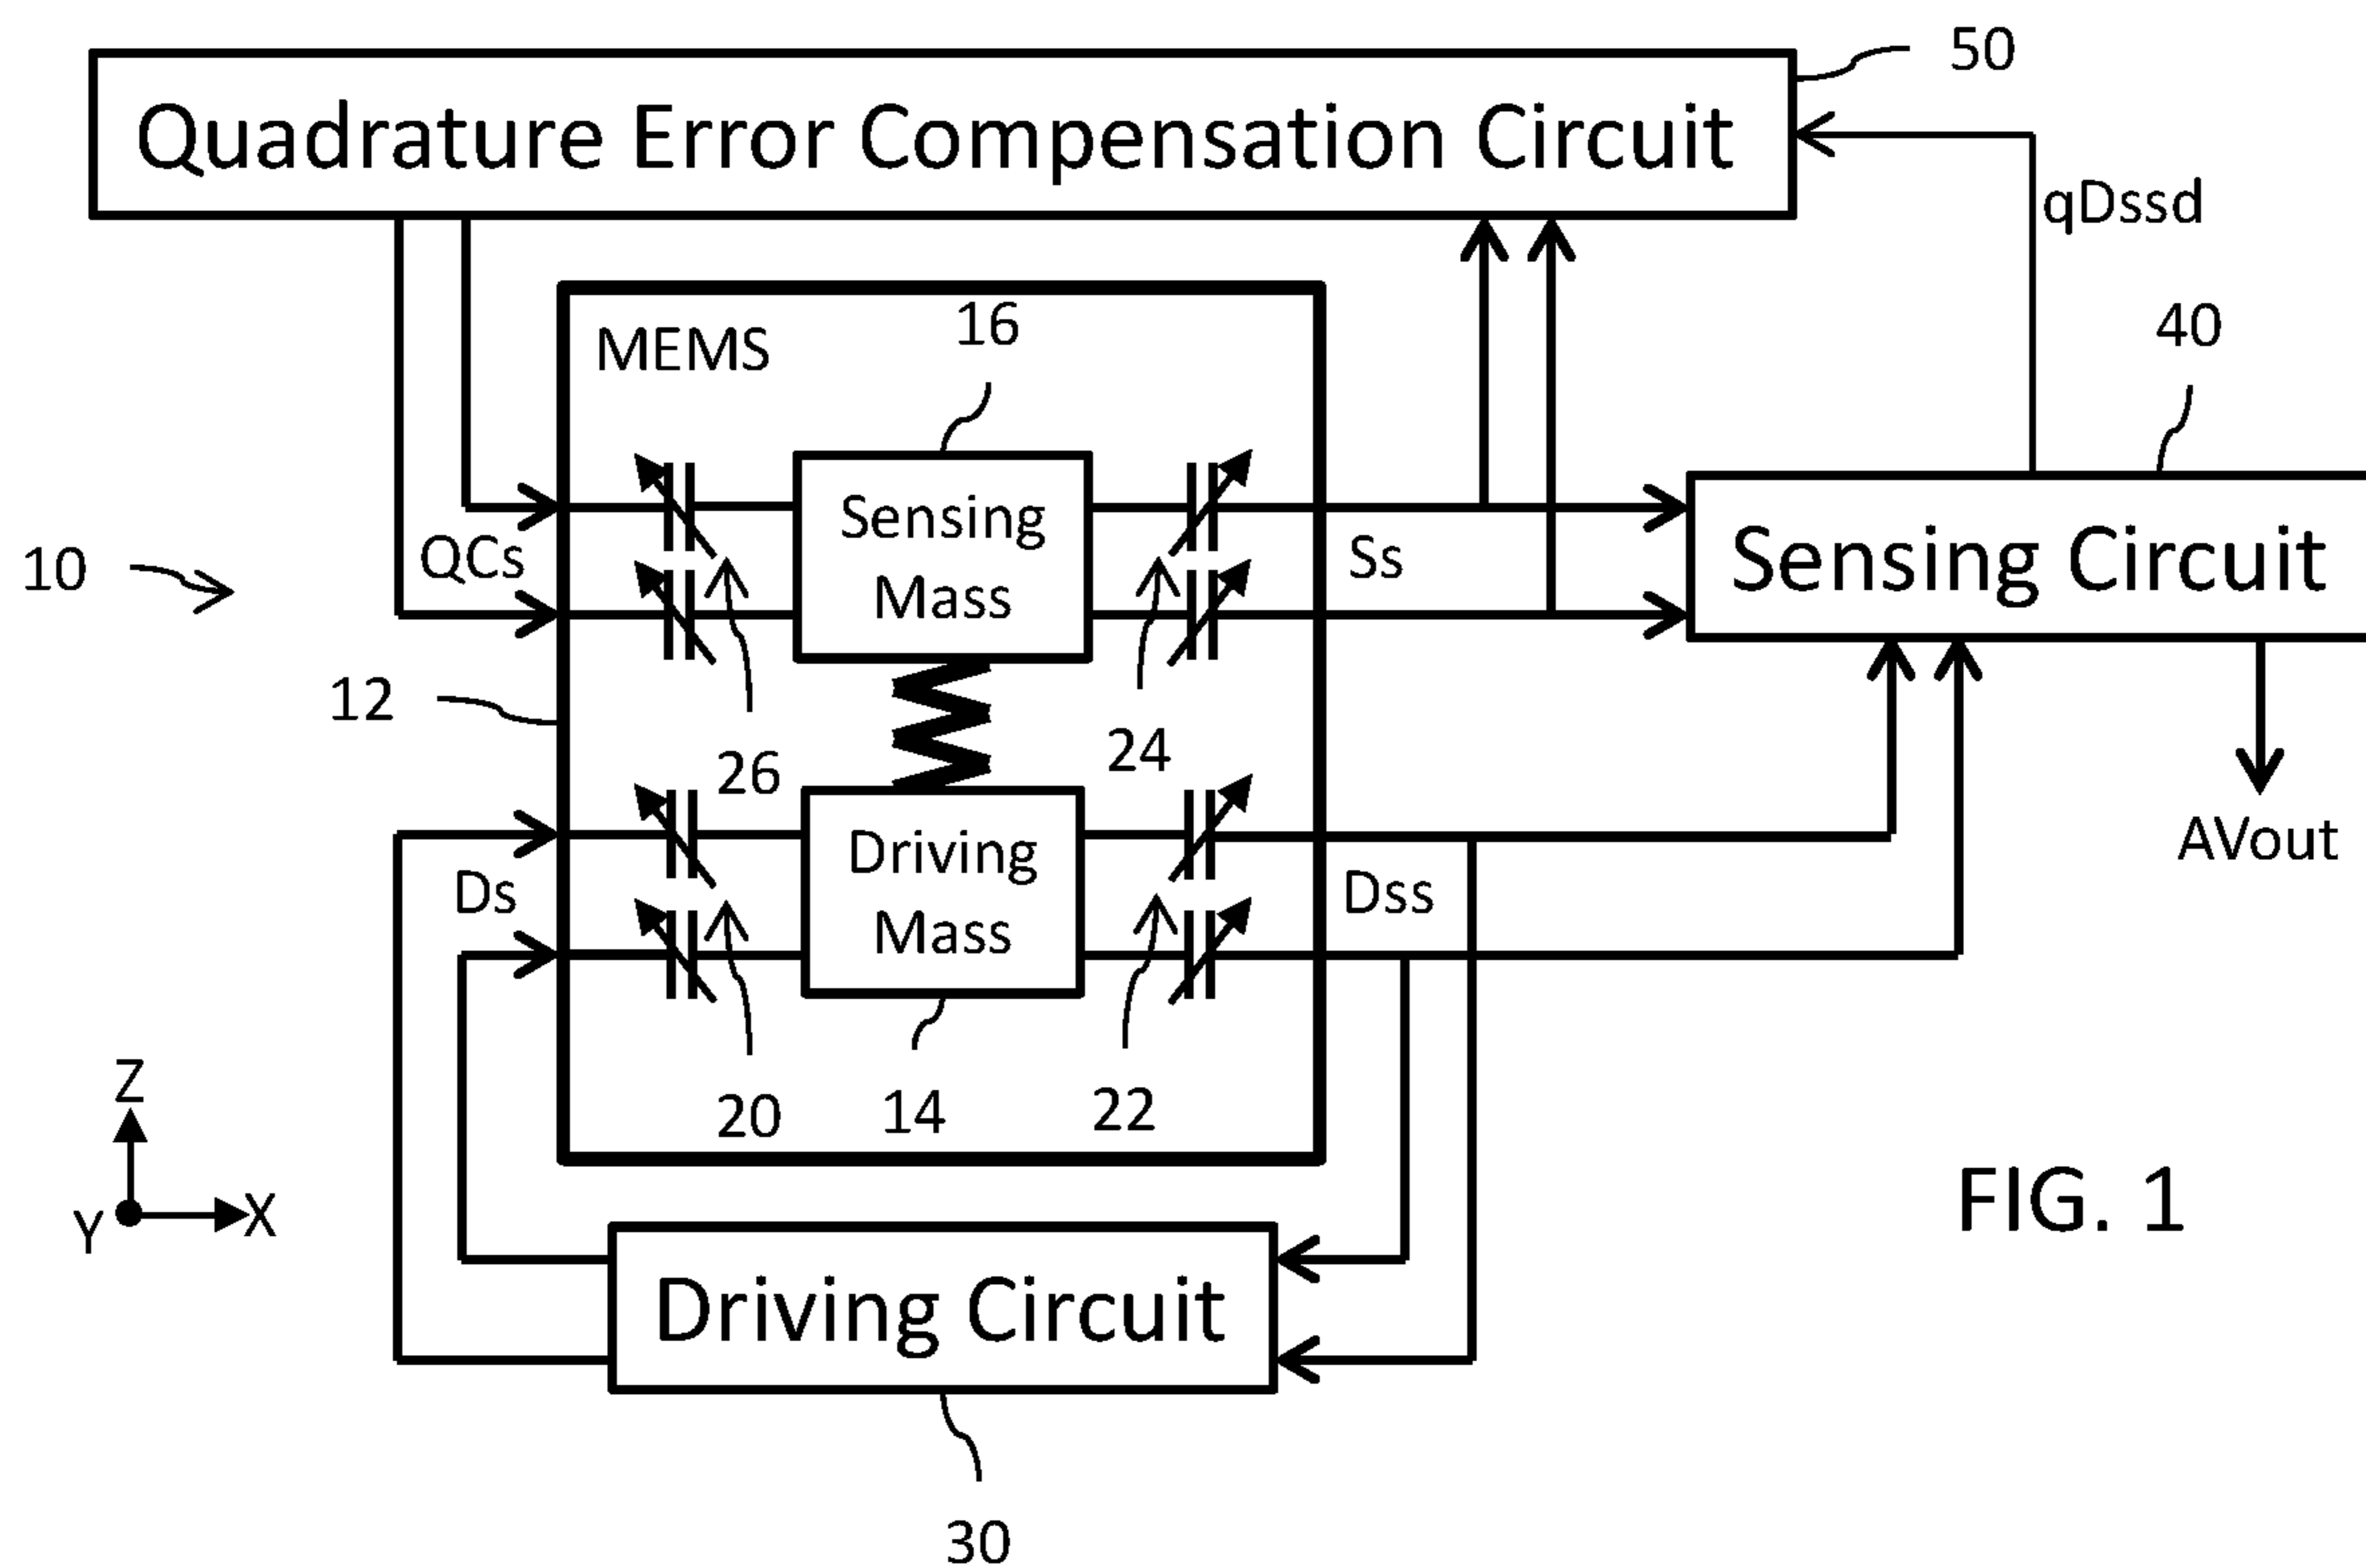 50
Quadrature Error Compensation Circuit
qDssd
MEMS
16
40
Sensing
Mass
QCs
Ss
Sensing Circuit
10
12
26
24
Driving
Mass
Ds
Dss
AVout
20
14
22
Z
Y
X
FIG. 1
Driving Circuit
30